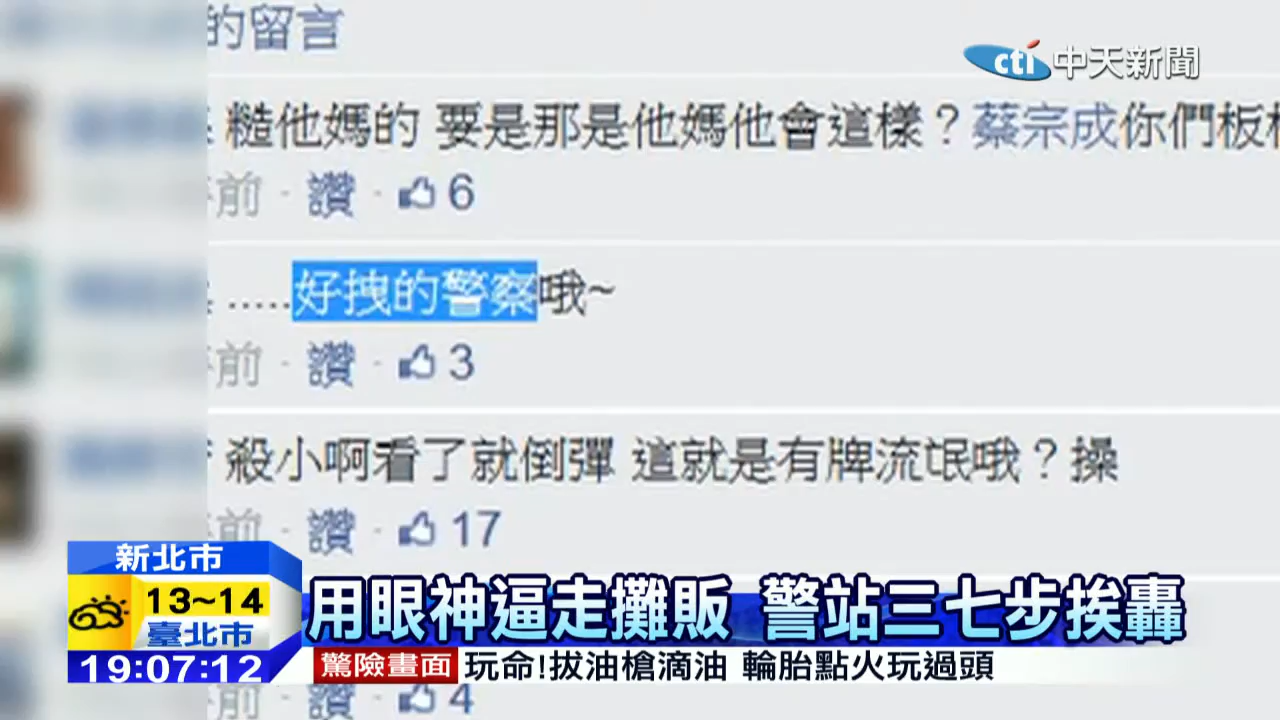 的留言
cti 中天新聞
糙他媽的 要是那是他媽他會這樣？蔡宗成你們板
前 · 讚 · 6
.....好拽的警察哦~
前 · 讚 · 3
殺小啊看了就倒彈 這就是有牌流氓哦？操
前 · 讚 · 17
新北市
13~14
臺北市
19:07:12
用眼神逼走攤販 警站三七步挨轟
驚險畫面 玩命!拔油槍滴油 輪胎點火玩過頭
前 · 讚 · 4